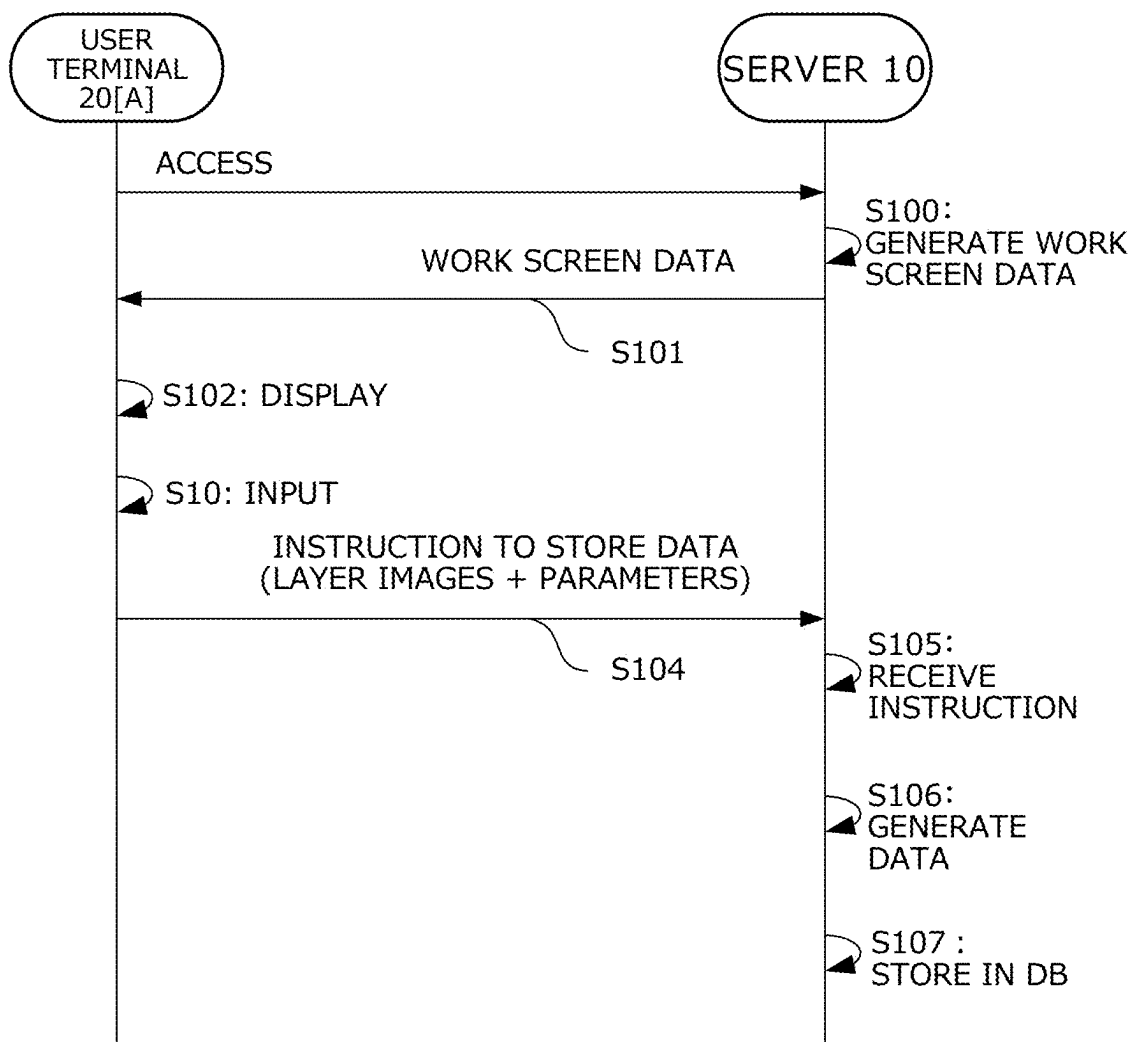 USER
TERMINAL
20[A]
SERVER 10
ACCESS
S100:
GENERATE WORK
SCREEN DATA
WORK SCREEN DATA
S101
S102: DISPLAY
S10: INPUT
INSTRUCTION TO STORE DATA
(LAYER IMAGES + PARAMETERS)
S104
S105:
RECEIVE
INSTRUCTION
S106:
GENERATE
DATA
S107 :
STORE IN DB